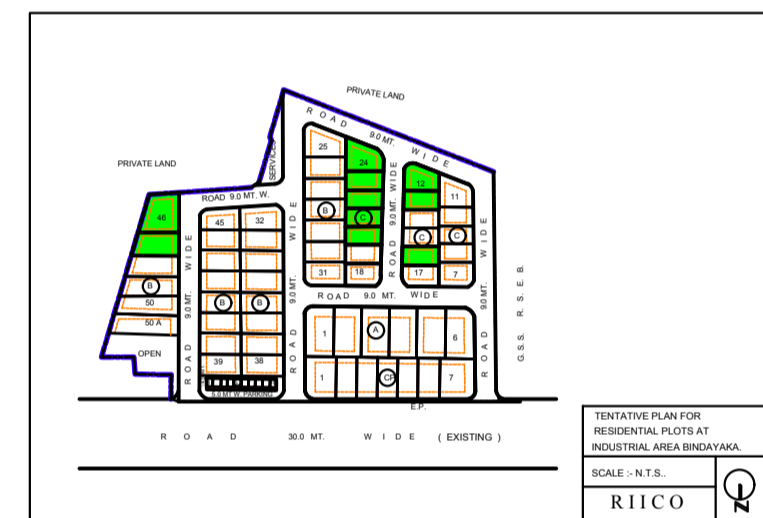 PRIVATE LAND
ROAD 9.0 MT. WIDE
PRIVATE LAND
SERVICES
25
24
12
11
B
C
C
C
31
18
17
7
ROAD 9.0 MT. WIDE
ROAD 9.0 MT. WIDE
ROAD 9.0 MT. W.
46
45
32
B
50
50 A
OPEN
B
B
39
38
5.0 MT W. PARKING
ROAD 9.0 MT. WIDE
ROAD 9.0 MT. WIDE
ROAD 9.0 MT. WIDE
1
A
6
1
CF
7
E.P.
G.S.S. R.S.E.B.
ROAD 30.0 MT. WIDE ( EXISTING )
TENTATIVE PLAN FOR
RESIDENTIAL PLOTS AT
INDUSTRIAL AREA BINDAYAKA.
SCALE :- N.T.S..
RIICO
N